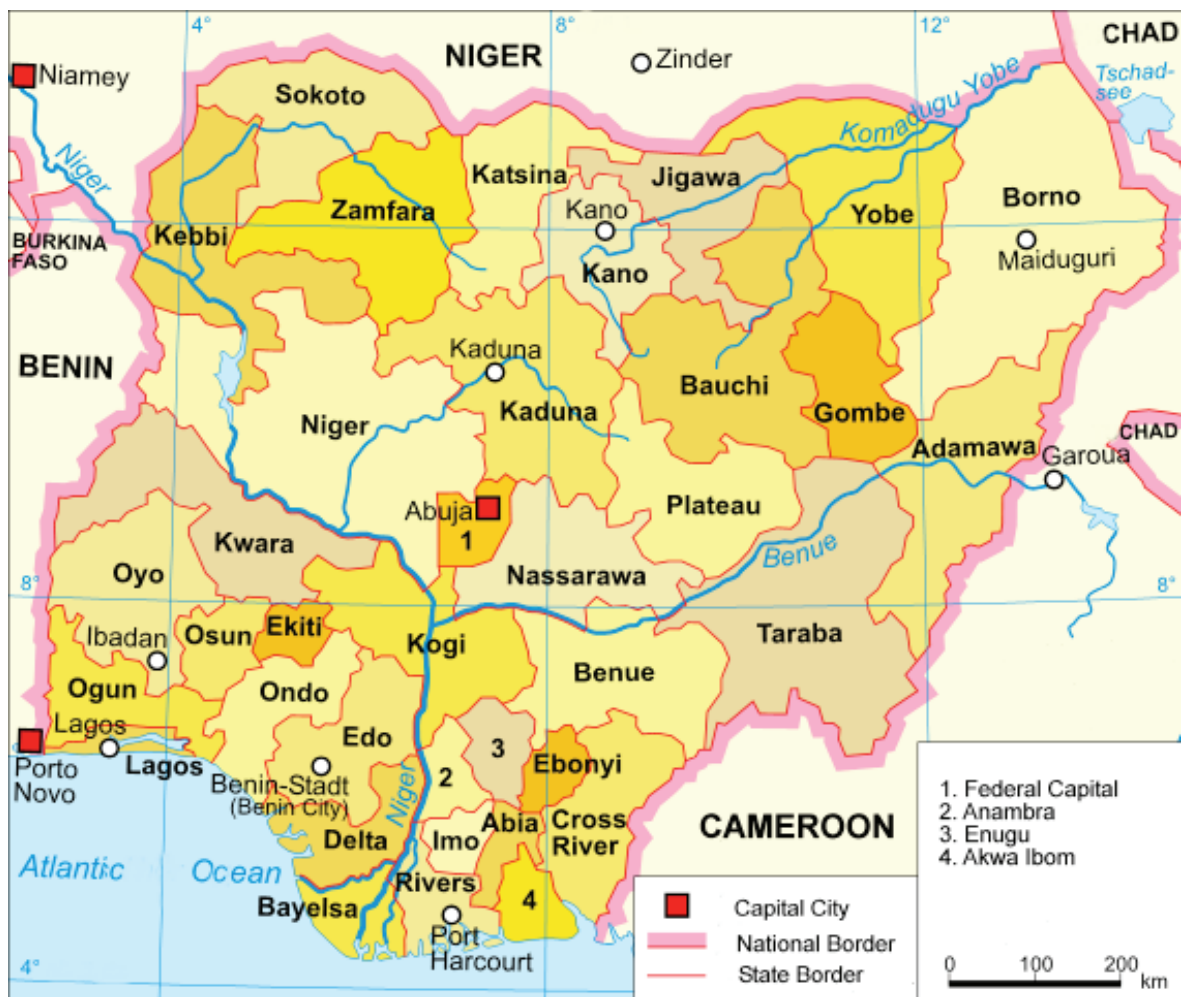 4°
8°
12°
CHAD
NIGER
Zinder
Tschad-
see
Niamey
Sokoto
Komadugu Yobe
Niger
Katsina
Jigawa
Zamfara
Kano
Yobe
Borno
BURKINA
FASO
Kebbi
Maiduguri
Kano
BENIN
Kaduna
Bauchi
Kaduna
Gombe
Niger
Adamawa
CHAD
Garoua
Abuja
Plateau
1
Kwara
Benue
Oyo
Nassarawa
8°
8°
Ibadan
Osun
Ekiti
Kogi
Taraba
Benue
Ogun
Ondo
Lagos
Edo
3
Ebonyi
Porto
Novo
Lagos
2
Benin-Stadt
(Benin City)
Niger
Delta
Imo
Abia
Cross
River
CAMEROON
Atlantic Ocean
Rivers
Bayelsa
4
Port
Harcourt
4°
1. Federal Capital
2. Anambra
3. Enugu
4. Akwa Ibom
Capital City
National Border
State Border
0 100 200
km